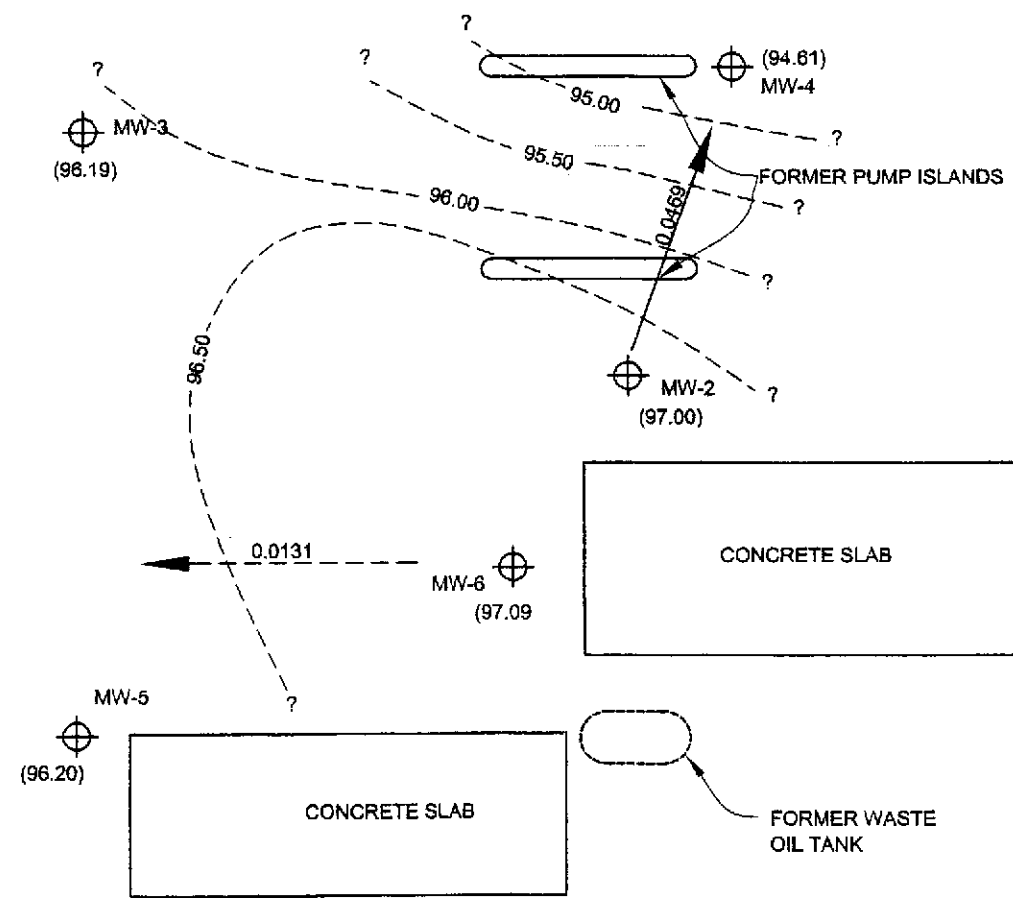 ?
(94.61)
MW-4
?
?
95.00
MW-3
?
(96.19)
95.50
FORMER PUMP ISLANDS
96.00
?
0.0469
?
96.50
MW-2
?
(97.00)
0.0131
CONCRETE SLAB
MW-6
(97.09
MW-5
?
(96.20)
CONCRETE SLAB
FORMER WASTE
OIL TANK